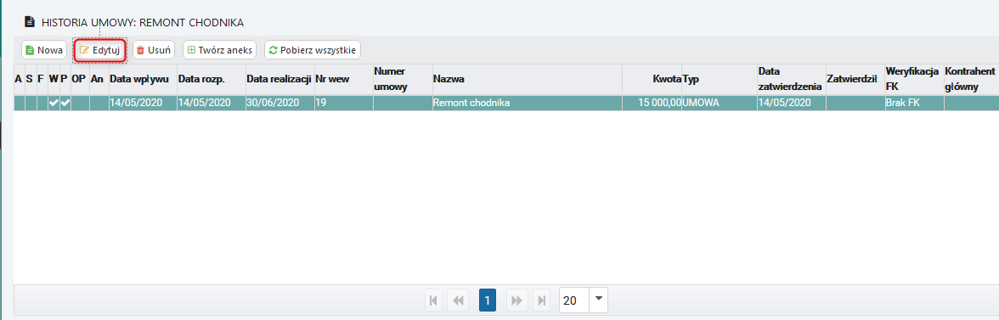 HISTORIA UMOWY: REMONT CHODNIKA
Nowa Edytuj Usuń Twórz aneks Pobierz wszystkie
A S F W P OP An Data wpływu Data rozp. Data realizacji Nr wew Numer umowy Nazwa Kwota Typ Data zatwierdzenia Zatwierdził Weryfikacja FK Kontrahent główny
14/05/2020 14/05/2020 30/06/2020 19 Remont chodnika 15 000,00 UMOWA 14/05/2020 Brak FK
1 20